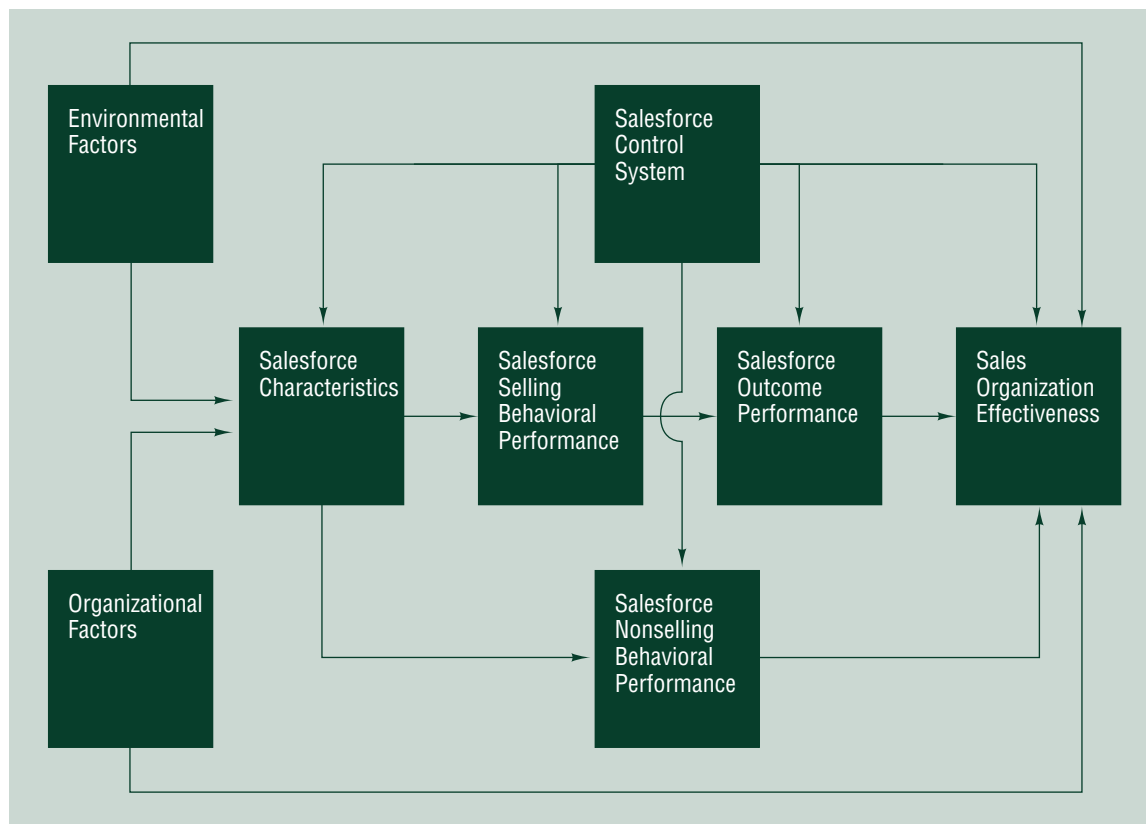 Environmental
Factors
Salesforce
Control
System
Salesforce
Characteristics
Salesforce
Selling
Behavioral
Performance
Salesforce
Outcome
Performance
Sales
Organization
Effectiveness
Organizational
Factors
Salesforce
Nonselling
Behavioral
Performance